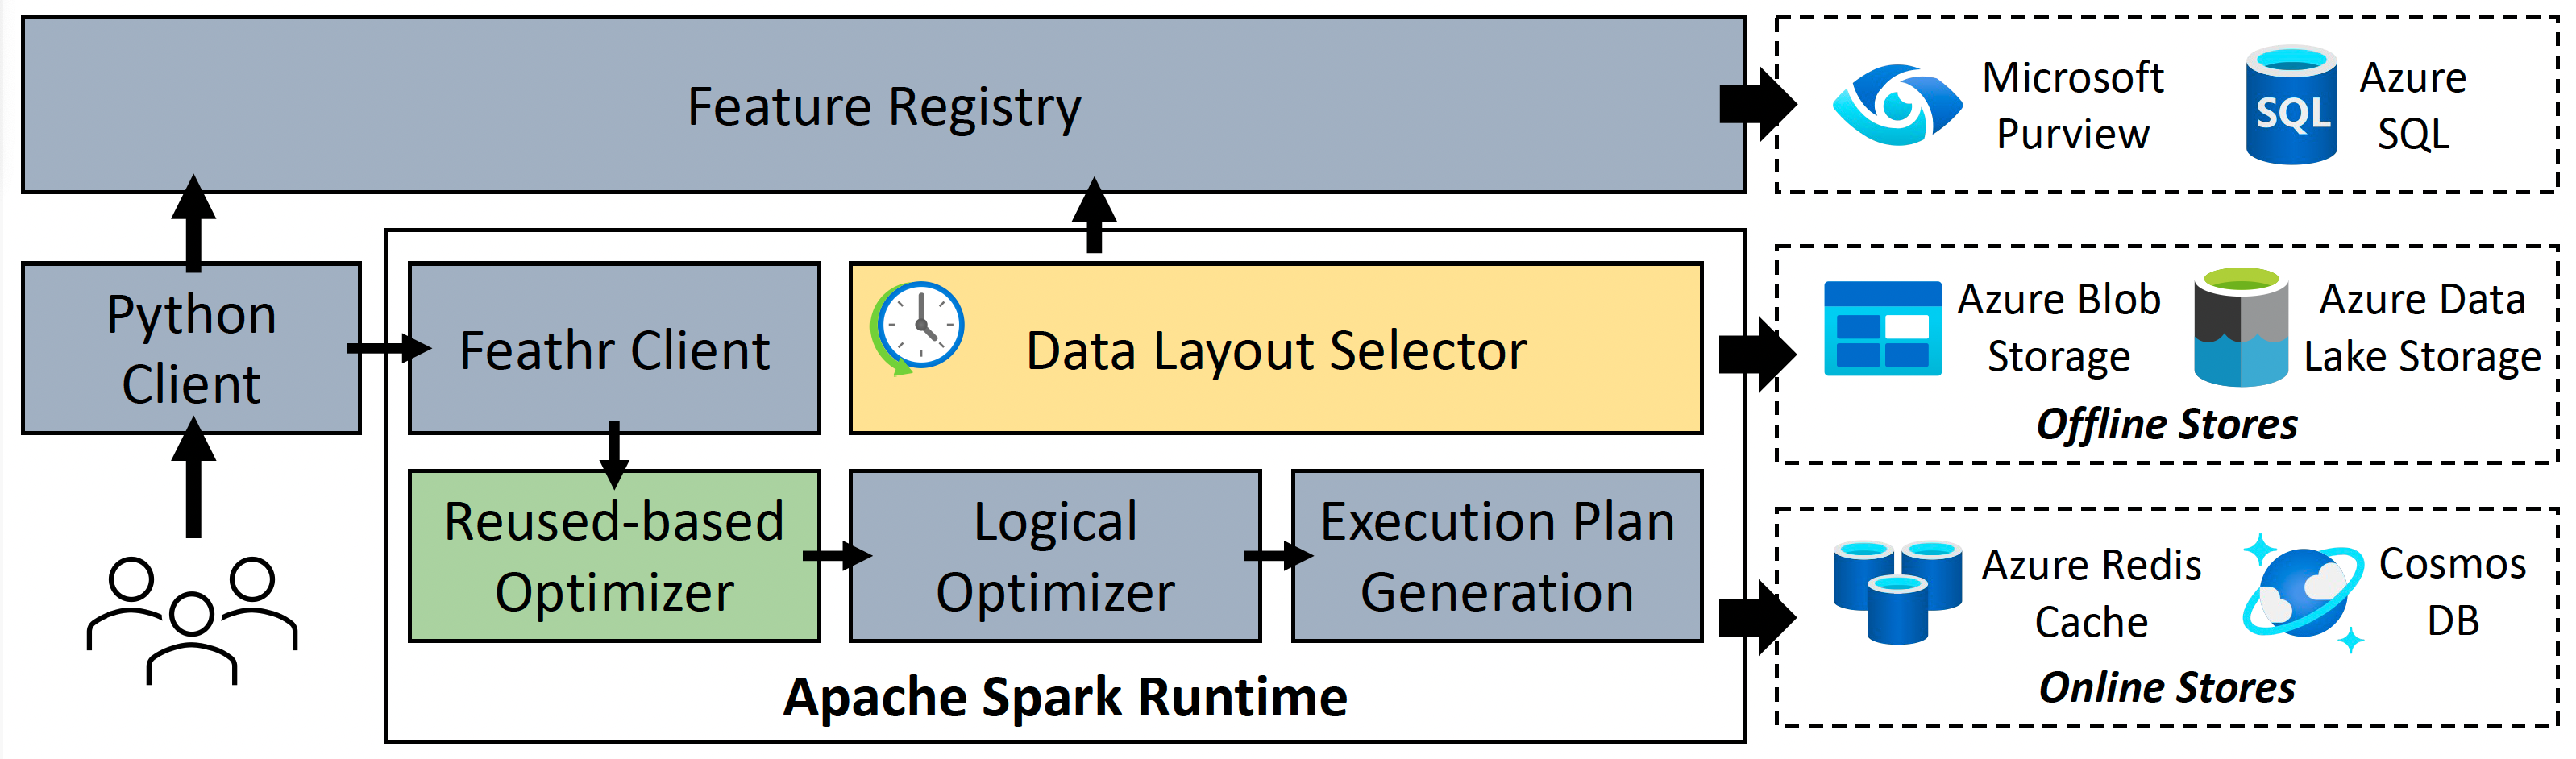 Feature Registry
Microsoft
Purview
SQL
Azure
SQL
Python
Client
Feathr Client
Data Layout Selector
Azure Blob
Storage
Azure Data
Lake Storage
Offline Stores
Reused-based
Optimizer
Logical
Optimizer
Execution Plan
Generation
Apache Spark Runtime
Azure Redis
Cache
Cosmos
DB
Online Stores